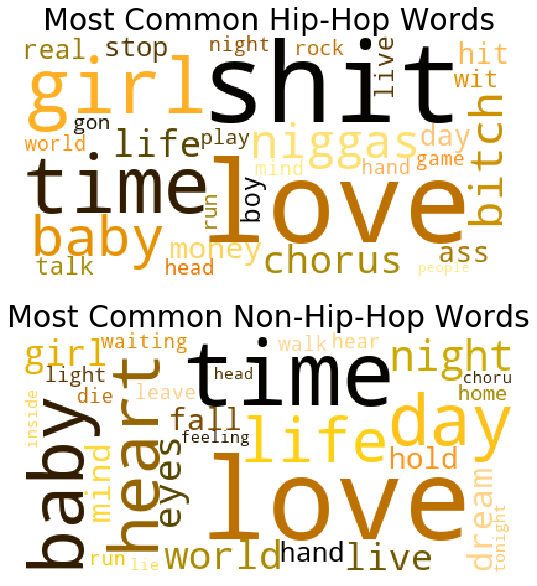 Most Common Hip-Hop Words
real stop night rock live hit
girl shit wit
gon
world life play niggas day bitch
mind hand game
time love
run boy
baby money chorus ass
talk head people
Most Common Non-Hip-Hop Words
girl waiting time walk hear night
light head choru
die leave home
inside baby heart fall life day
feeling
mind eyes love hold dream
tonight
run lie world hand live